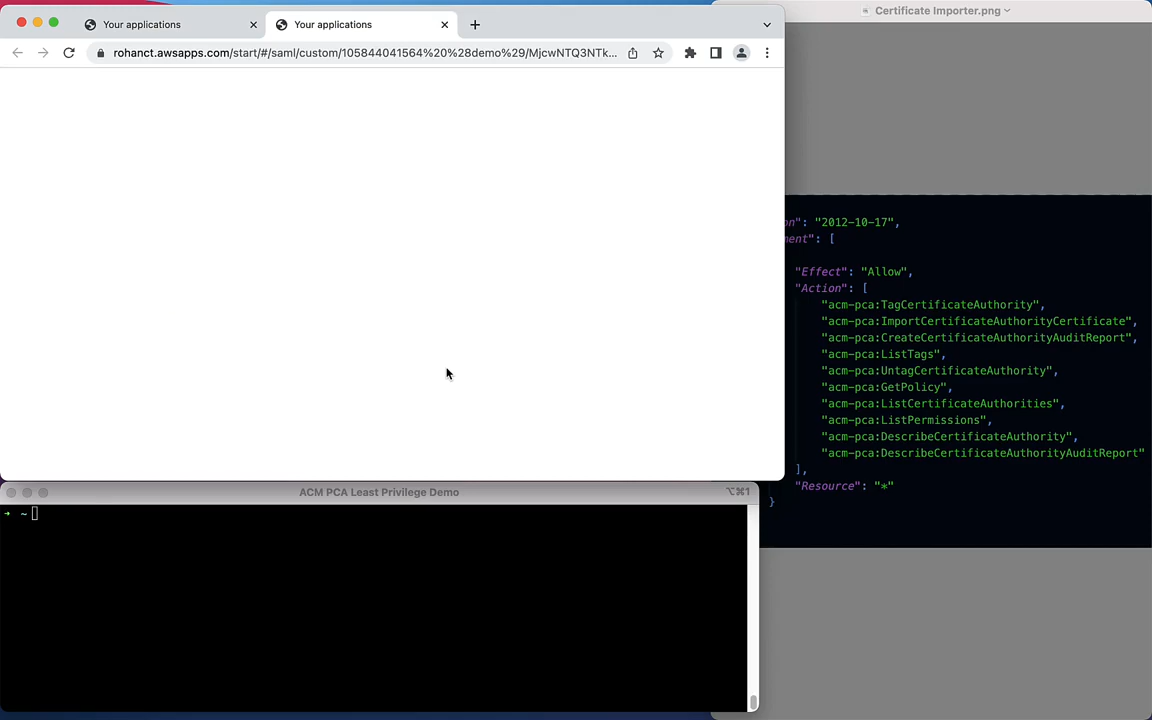 Your applications
Your applications
rohanct.awsapps.com/start/#/saml/custom/105844041564%20%28demo%29/MjcwNTQ3NTk...
Certificate Importer.png
on": "2012-10-17",
ment": [
"Effect": "Allow",
"Action": [
"acm-pca:TagCertificateAuthority",
"acm-pca:ImportCertificateAuthorityCertificate",
"acm-pca:CreateCertificateAuthorityAuditReport",
"acm-pca:ListTags",
"acm-pca:UntagCertificateAuthority",
"acm-pca:GetPolicy",
"acm-pca:ListCertificateAuthorities",
"acm-pca:ListPermissions",
"acm-pca:DescribeCertificateAuthority",
"acm-pca:DescribeCertificateAuthorityAuditReport"
],
"Resource": "*"
}
ACM PCA Least Privilege Demo
⌥⌘1
→ ~